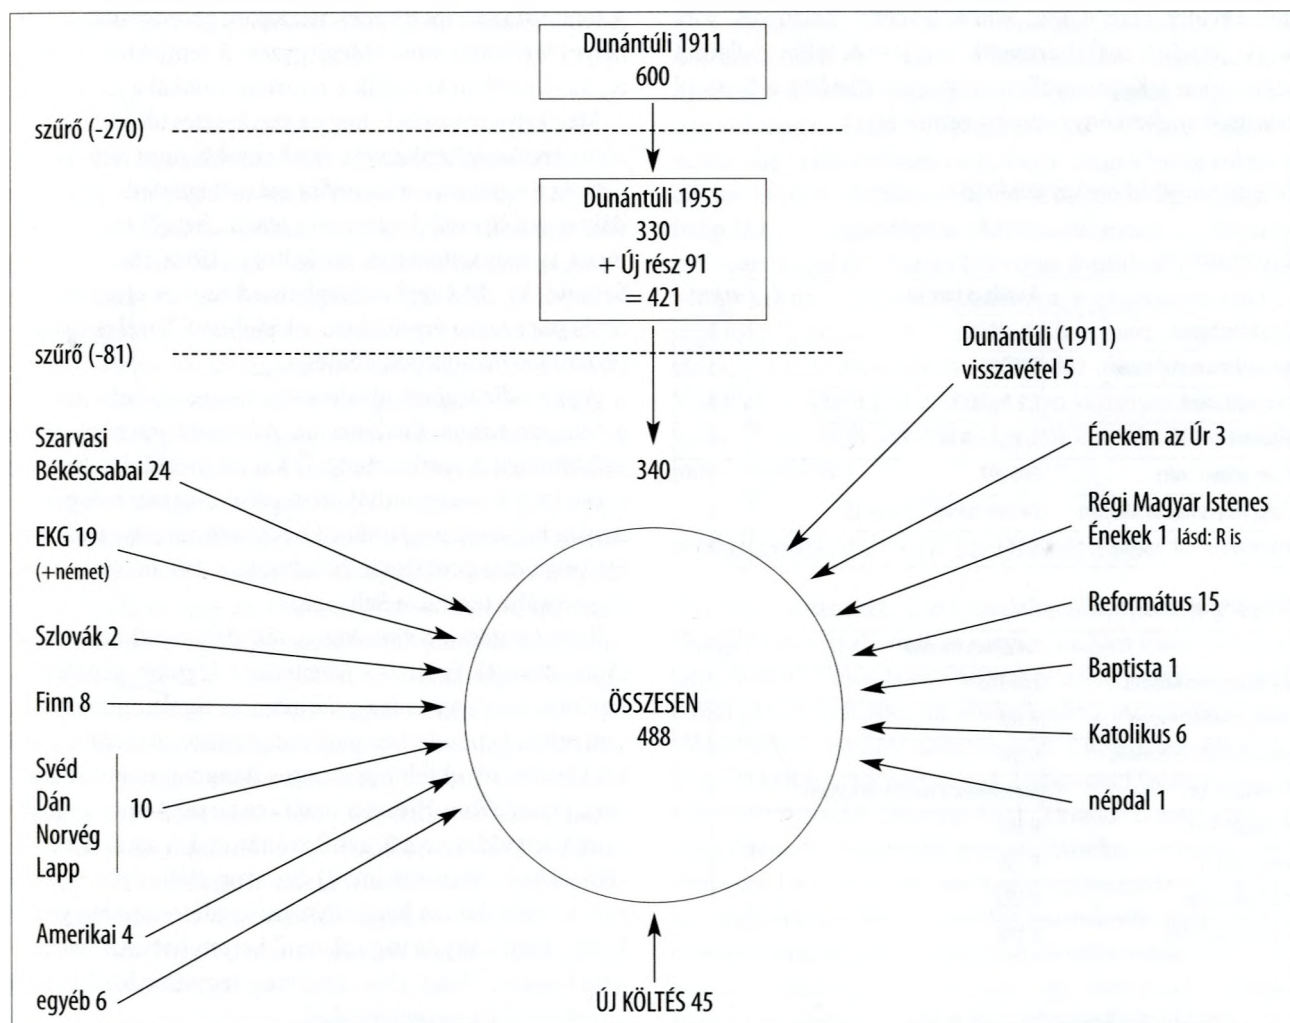 Dunántúli 1911
600
szűrő (-270)
Dunántúli 1955
330
+ Új rész 91
= 421
szűrő (-81)
Dunántúli (1911)
visszavétel 5
340
Szarvasi
Békéscsabai 24
EKG 19
(+német)
Szlovák 2
Finn 8
Svéd
Dán
Norvég
Lapp
10
Amerikai 4
egyéb 6
ÖSSZESEN
488
Énekem az Úr 3
Régi Magyar Istenes
Énekek 1 lásd: R is
Református 15
Baptista 1
Katolikus 6
népdal 1
ÚJ KÖLTÉS 45